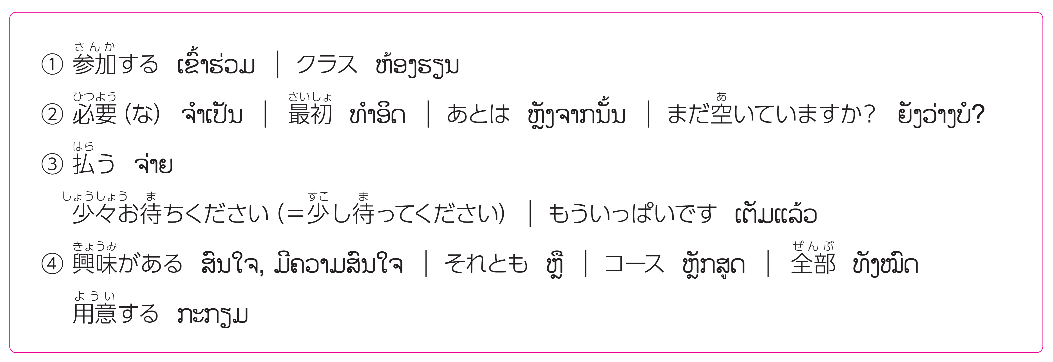 ① 参加する ເຂົ້າຮ່ວມ | クラス ຫ້ອງຮຽນ
② 必要（な） ຈຳເປັນ | 最初 ທຳອິດ | あとは ຫຼັງຈາກນັ້ນ | まだ空いていますか？ ຍັງວ່າງບໍ?
③ 払う ຈ່າຍ
少々お待ちください（＝少し待ってください） | もういっぱいです ເຕັມແລ້ວ
④ 興味がある ສົນໃຈ, ມີຄວາມສົນໃຈ | それとも ຫຼື | コース ຫຼັກສູດ | 全部 ທັງໝົດ
用意する ກະກຽມ